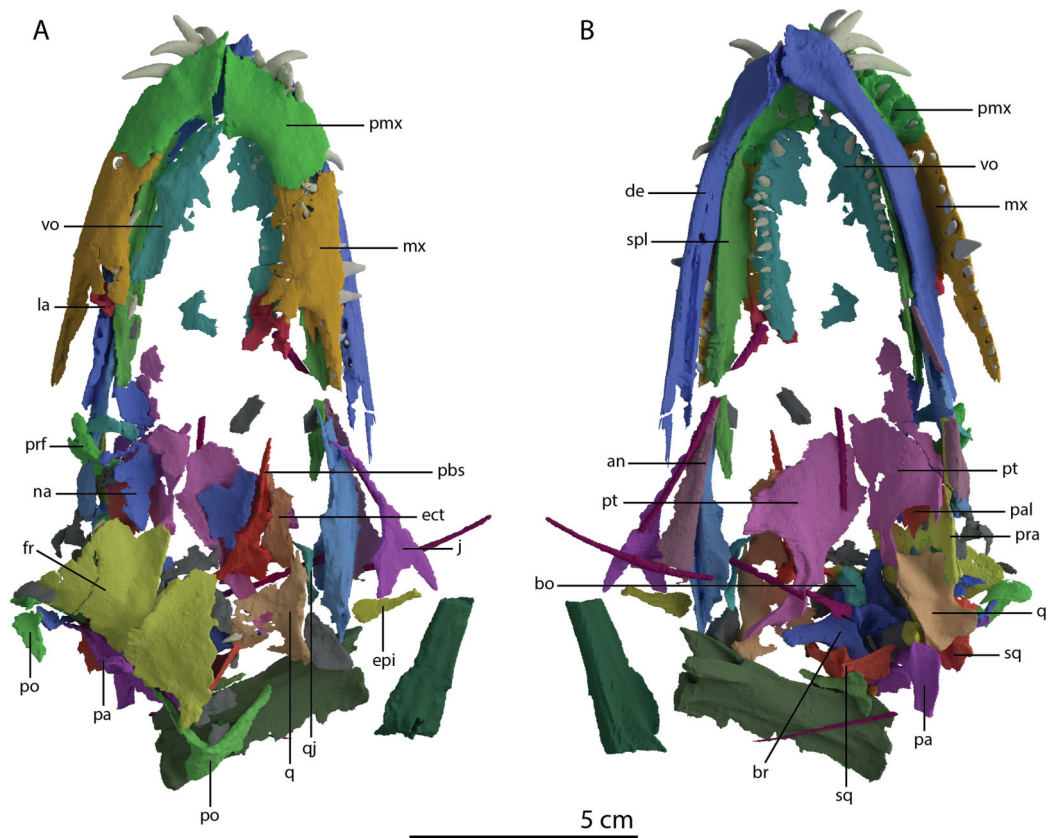 A
B
pmx
vo
mx
la
prf
na
fr
po
pa
po
q
qj
epi
j
ect
pbs
pmx
vo
mx
de
spl
an
pt
bo
pt
pal
pra
q
sq
pa
sq
br
5 cm